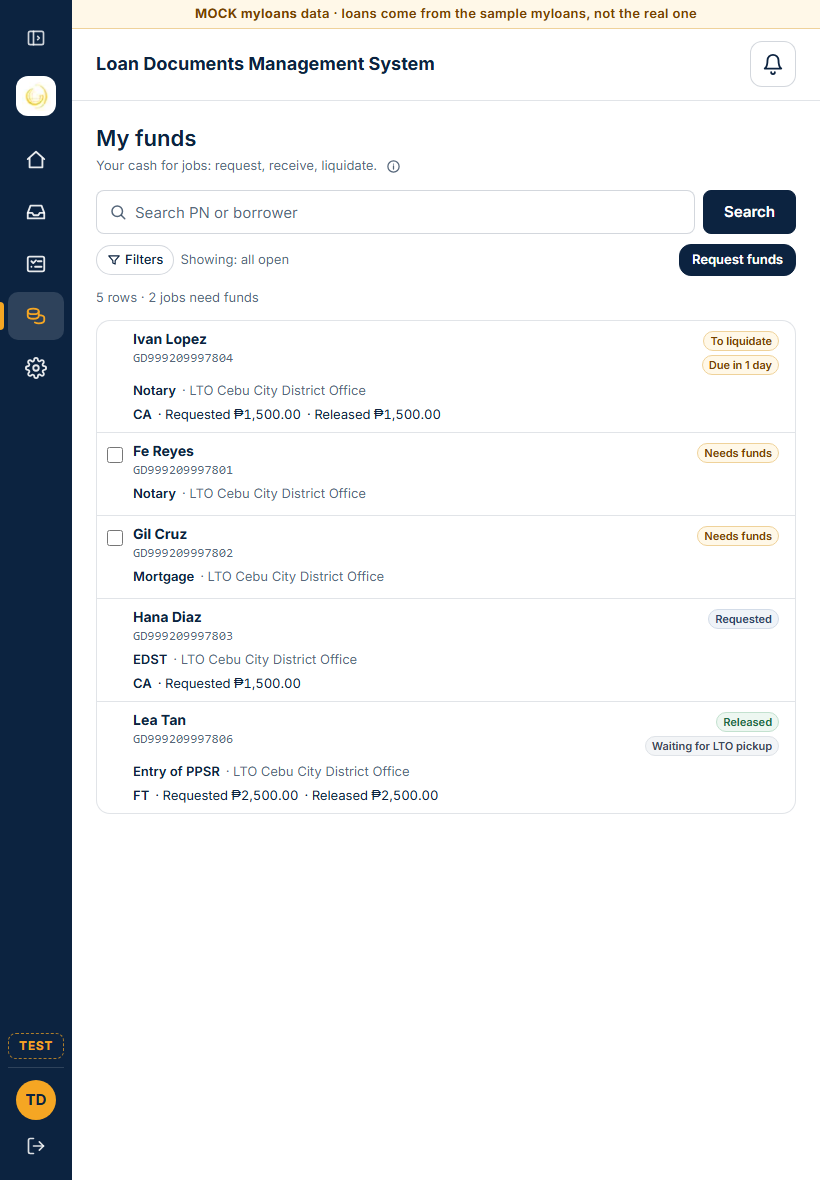 MOCK myloans data · loans come from the sample myloans, not the real one
Loan Documents Management System
My funds
Your cash for jobs: request, receive, liquidate.
Search PN or borrower
Search
Filters
Showing: all open
Request funds
5 rows · 2 jobs need funds
Ivan Lopez
To liquidate
GD999209997804
Due in 1 day
Notary · LTO Cebu City District Office
CA · Requested ₱1,500.00 · Released ₱1,500.00
Fe Reyes
Needs funds
GD999209997801
Notary · LTO Cebu City District Office
Gil Cruz
Needs funds
GD999209997802
Mortgage · LTO Cebu City District Office
Hana Diaz
Requested
GD999209997803
EDST · LTO Cebu City District Office
CA · Requested ₱1,500.00
Lea Tan
Released
GD999209997806
Waiting for LTO pickup
Entry of PPSR · LTO Cebu City District Office
FT · Requested ₱2,500.00 · Released ₱2,500.00
TEST
TD